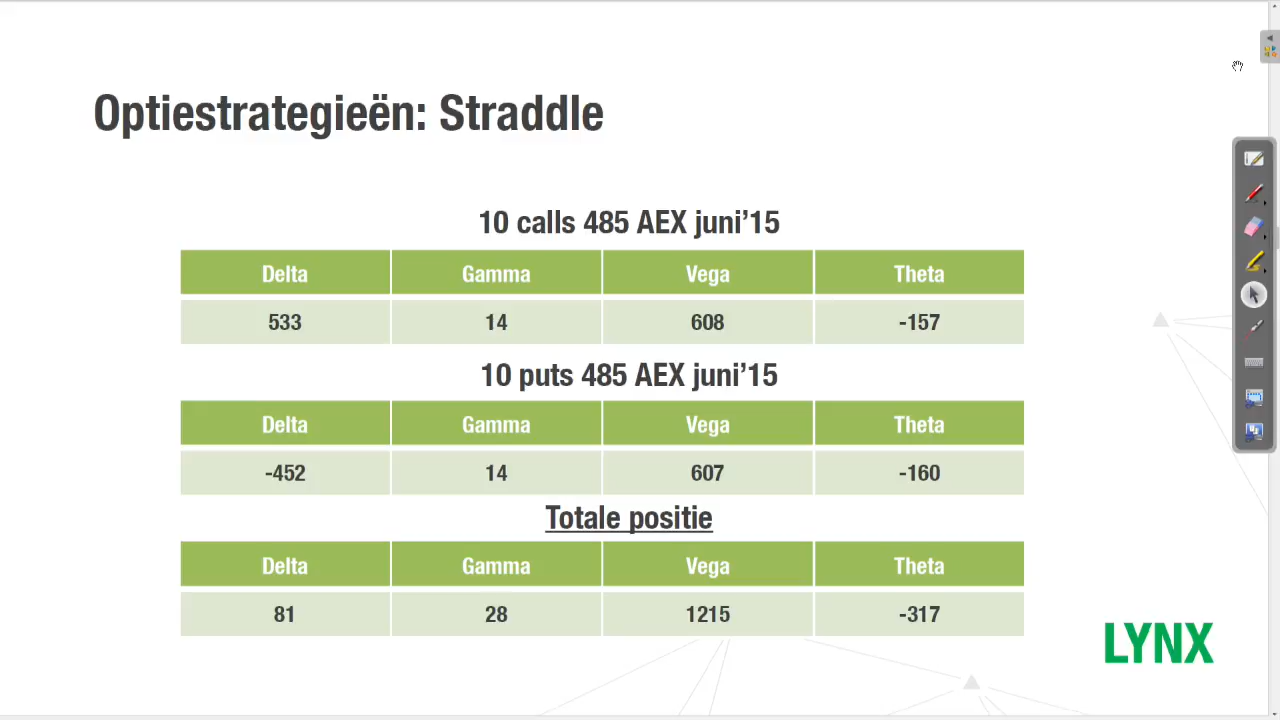 Optiestrategieën: Straddle
10 calls 485 AEX juni’15
Delta Gamma Vega Theta
533 14 608 -157
10 puts 485 AEX juni’15
Delta Gamma Vega Theta
-452 14 607 -160
Totale positie
Delta Gamma Vega Theta
81 28 1215 -317
LYNX